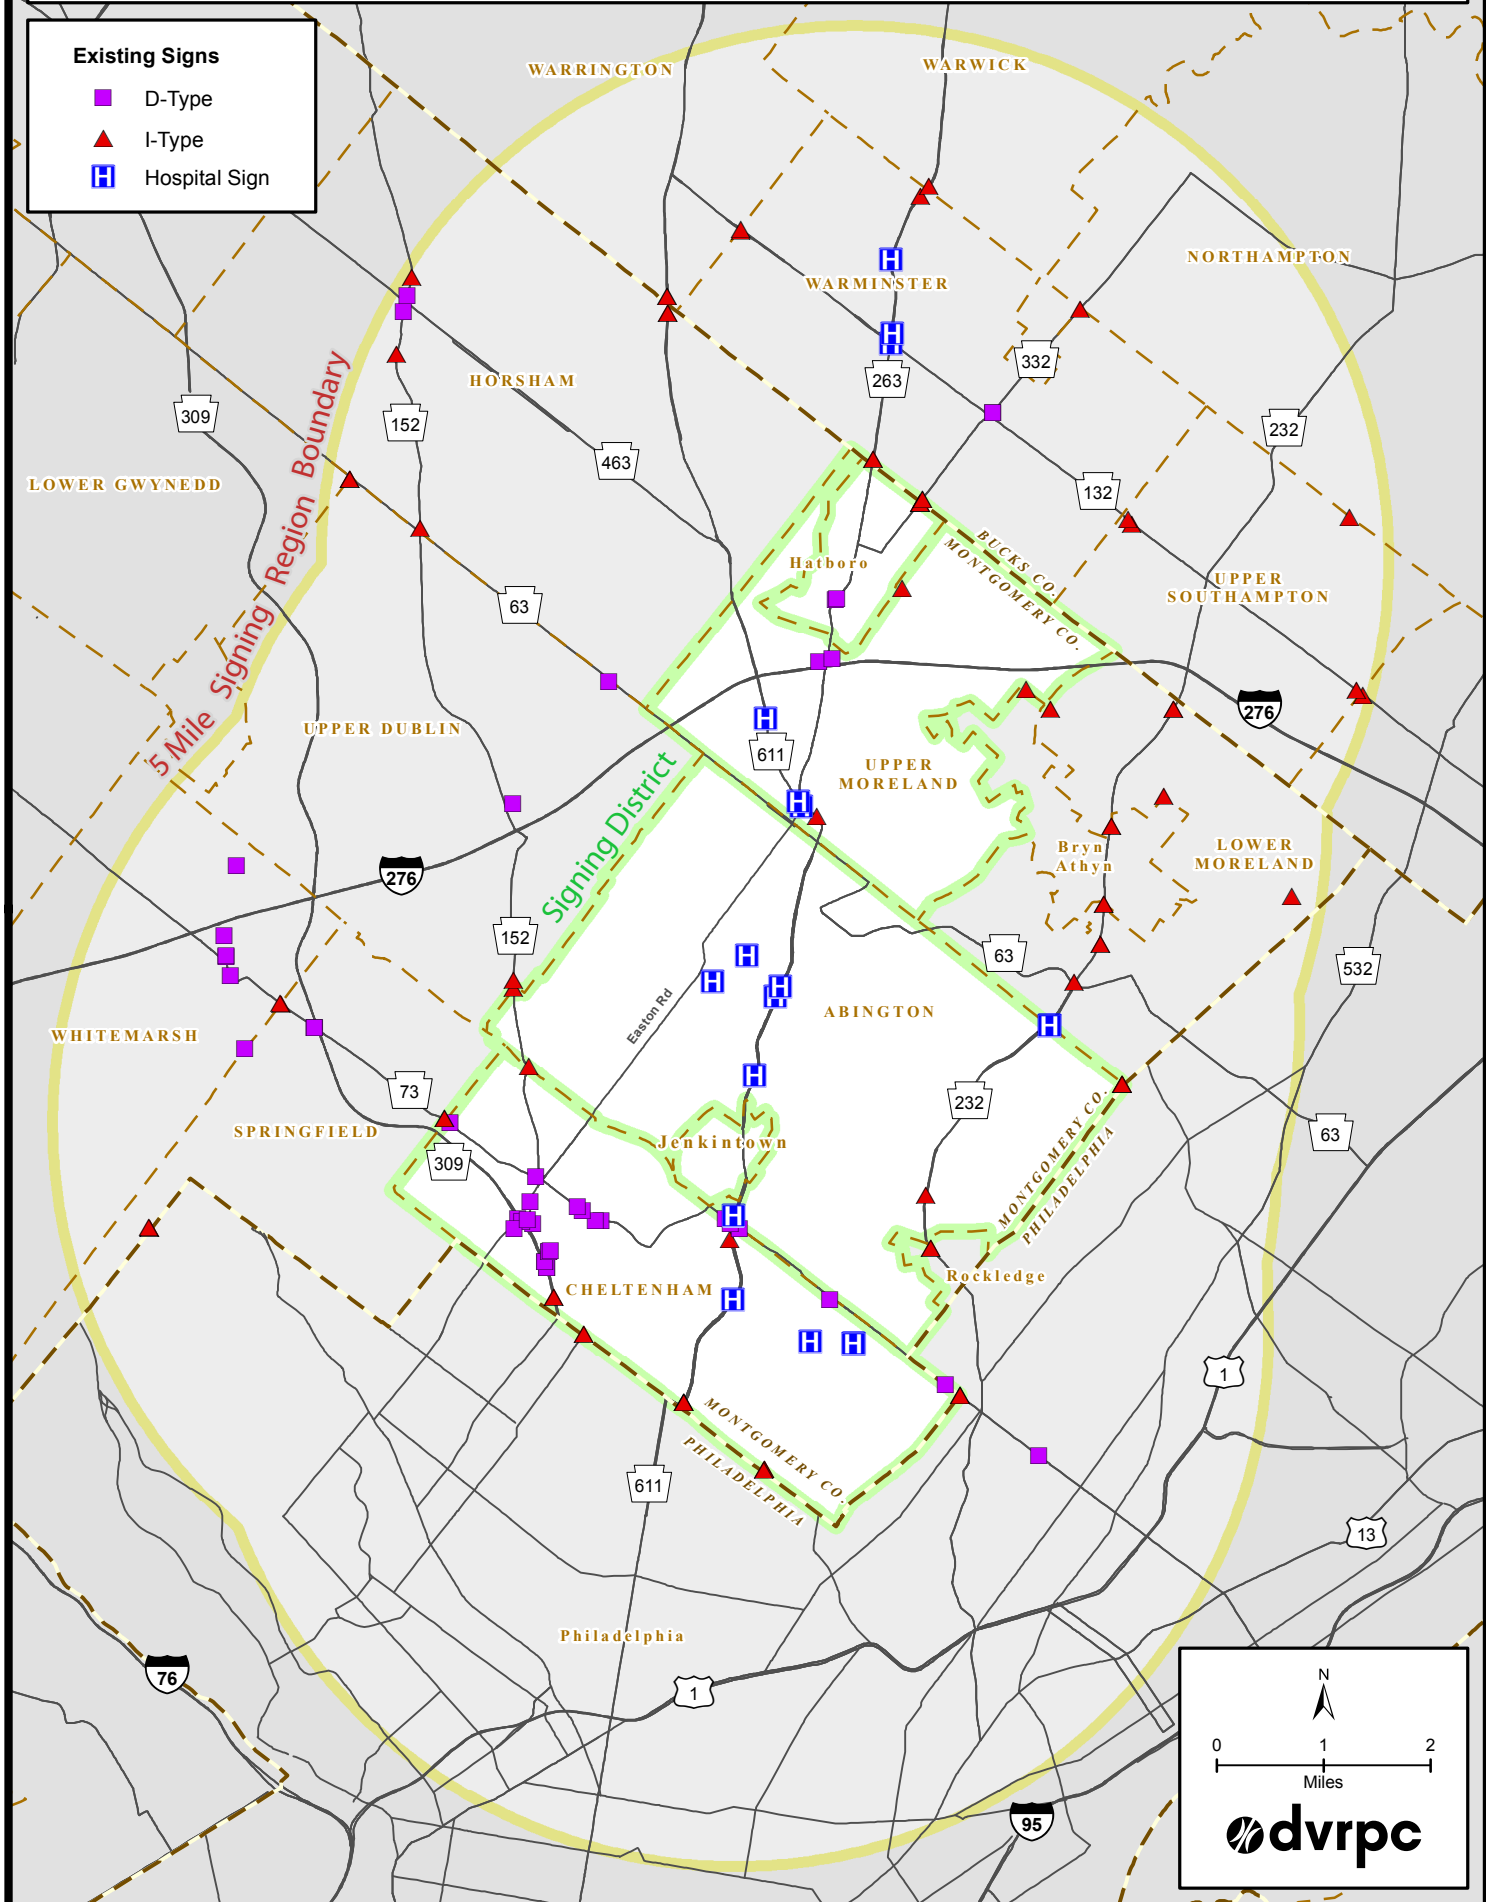 Existing Signs
D-Type
I-Type
H Hospital Sign
WARRINGTON
WARWICK
NORTHAMPTON
H
WARMINSTER
H
H
332
263
HORSHAM
309
152
232
463
LOWER GWYNEDD
132
5 Mile Signing Region Boundary
BUCKS CO.
MONTGOMERY CO.
Hatboro
UPPER
SOUTHAMPTON
63
276
H
UPPER DUBLIN
611
UPPER
MORELAND
Signing District
H
H
Bryn
Athyn
LOWER
MORELAND
276
152
63
532
H
H
H
H
Easton Rd
ABINGTON
H
WHITEMARSH
73
H
232
MONTGOMERY CO.
PHILADELPHIA
63
SPRINGFIELD
Jenkintown
309
H
Rockledge
CHELTENHAM
H
H
H
1
MONTGOMERY CO.
PHILADELPHIA
611
13
Philadelphia
76
1
95
N
0 1 2
Miles
dvrpc